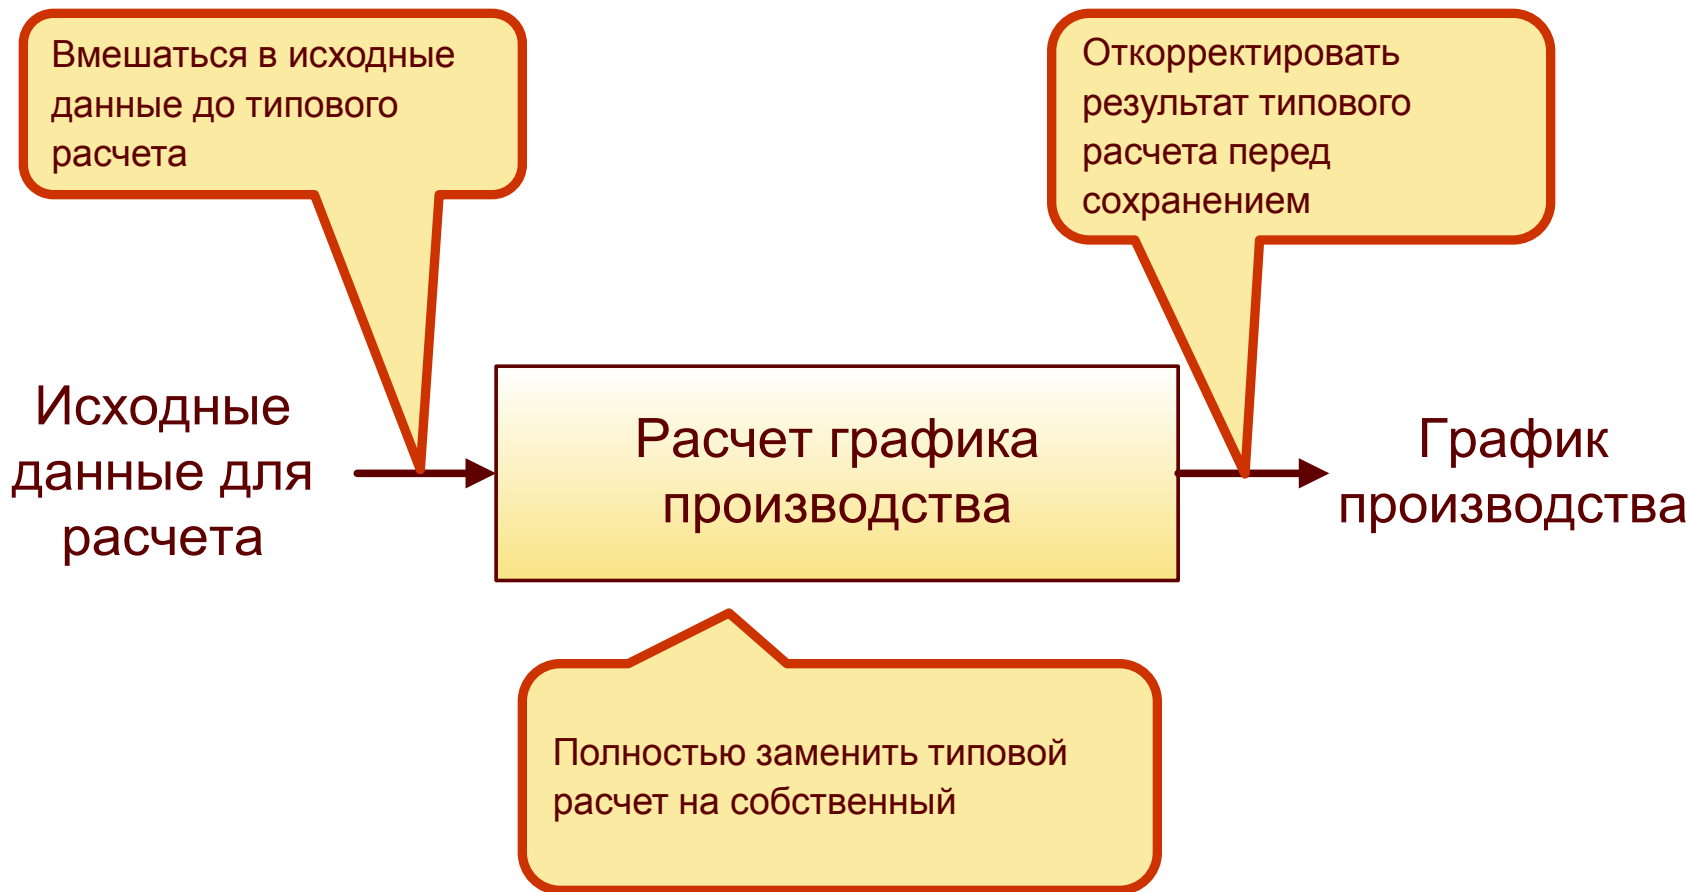 Вмешаться в исходные
данные до типового
расчета
Откорректировать
результат типового
расчета перед
сохранением
Исходные
данные для
расчета
Расчет графика
производства
График
производства
Полностью заменить типовой
расчет на собственный